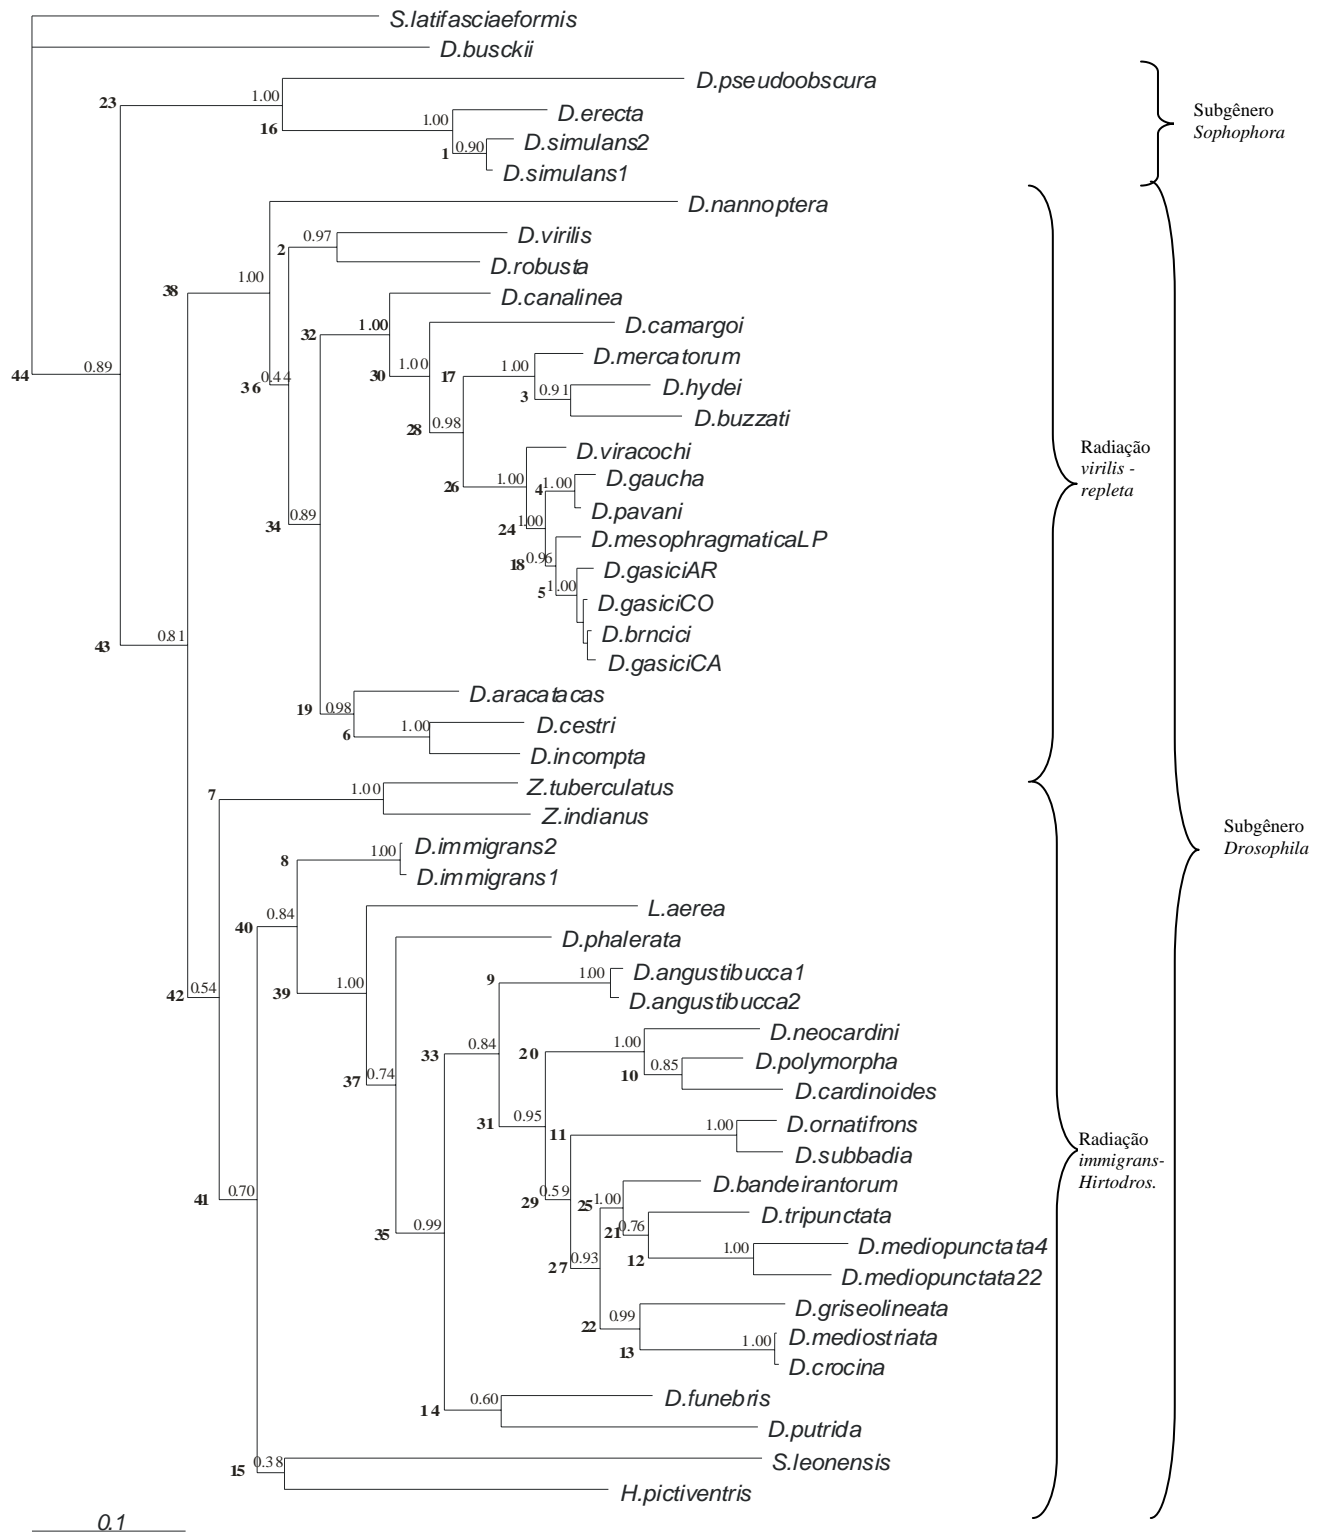 S.latifasciaeformis
D.busckii
D.pseudoobscura
23
1.00
D.erecta
16
1.00
D.simulans2
1
0.90
D.simulans1
Subgênero
Sophophora
D.nannoptera
D.virilis
0.97
2
D.robusta
1.00
38
D.canalinea
D.camargoi
32
1.00
D.mercatorum
1.00
30
17
1.00
44
0.89
36
0.44
D.hydei
3
0.91
D.buzzati
28
0.98
D.viracochi
Radiação
virilis -
repleta
26
1.00
D.gaucha
4
1.00
D.pavani
34
0.89
24
1.00
D.mesophragmaticaLP
18
0.96
D.gasiciAR
5
1.00
D.gasiciCO
D.brncici
43
0.81
D.gasiciCA
D.aracatacas
19
0.98
D.cestri
6
1.00
D.incompta
Z.tuberculatus
7
1.00
Z.indianus
Subgênero
Drosophila
D.immigrans2
8
1.00
D.immigrans1
L.aerea
40
0.84
D.phalerata
D.angustibucca1
9
1.00
42
0.54
39
1.00
D.angustibucca2
D.neocardini
33
0.84
20
1.00
D.polymorpha
37
0.74
10
0.85
D.cardinoides
31
0.95
D.ornatifrons
11
1.00
D.subbadia
Radiação
immigrans-
Hirtodros.
D.bandeirantorum
41
0.70
29
0.59
25
1.00
D.tripunctata
35
0.99
21
0.76
D.mediopunctata4
12
1.00
27
0.93
D.mediopunctata22
D.griseolineata
22
0.99
D.mediostriata
13
1.00
D.crocina
D.funebris
14
0.60
D.putrida
S.leonensis
15
0.38
H.pictiventris
0.1